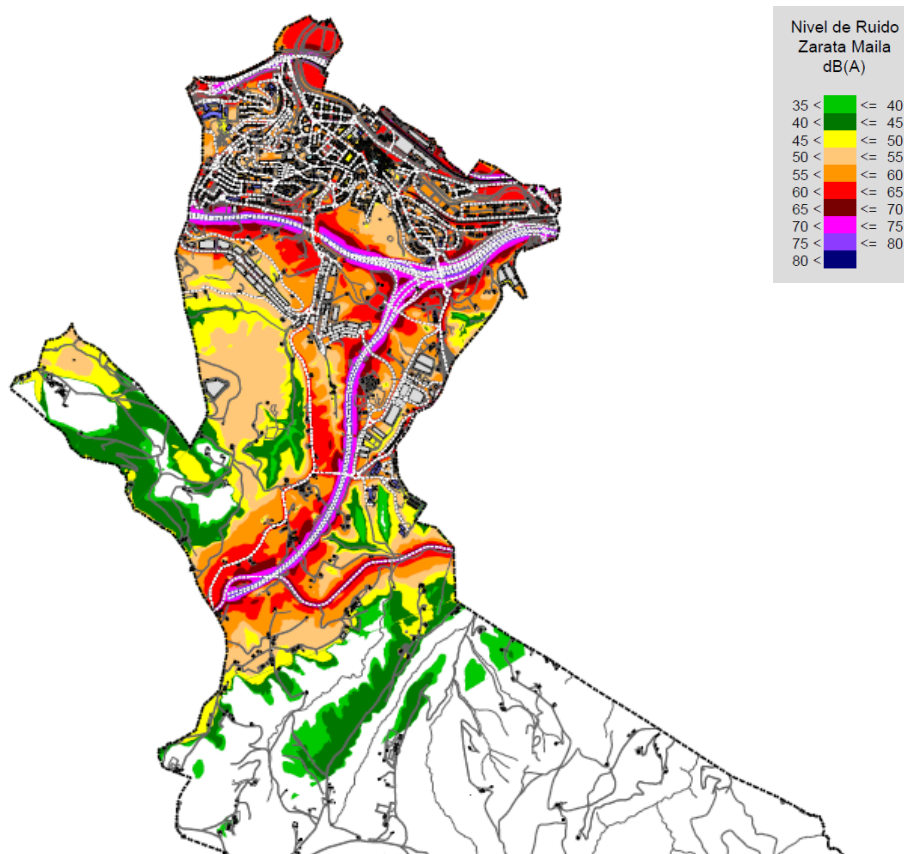 Nivel de Ruido
Zarata Maila
dB(A)
35 < <= 40
40 < <= 45
45 < <= 50
50 < <= 55
55 < <= 60
60 < <= 65
65 < <= 70
70 < <= 75
75 < <= 80
80 <